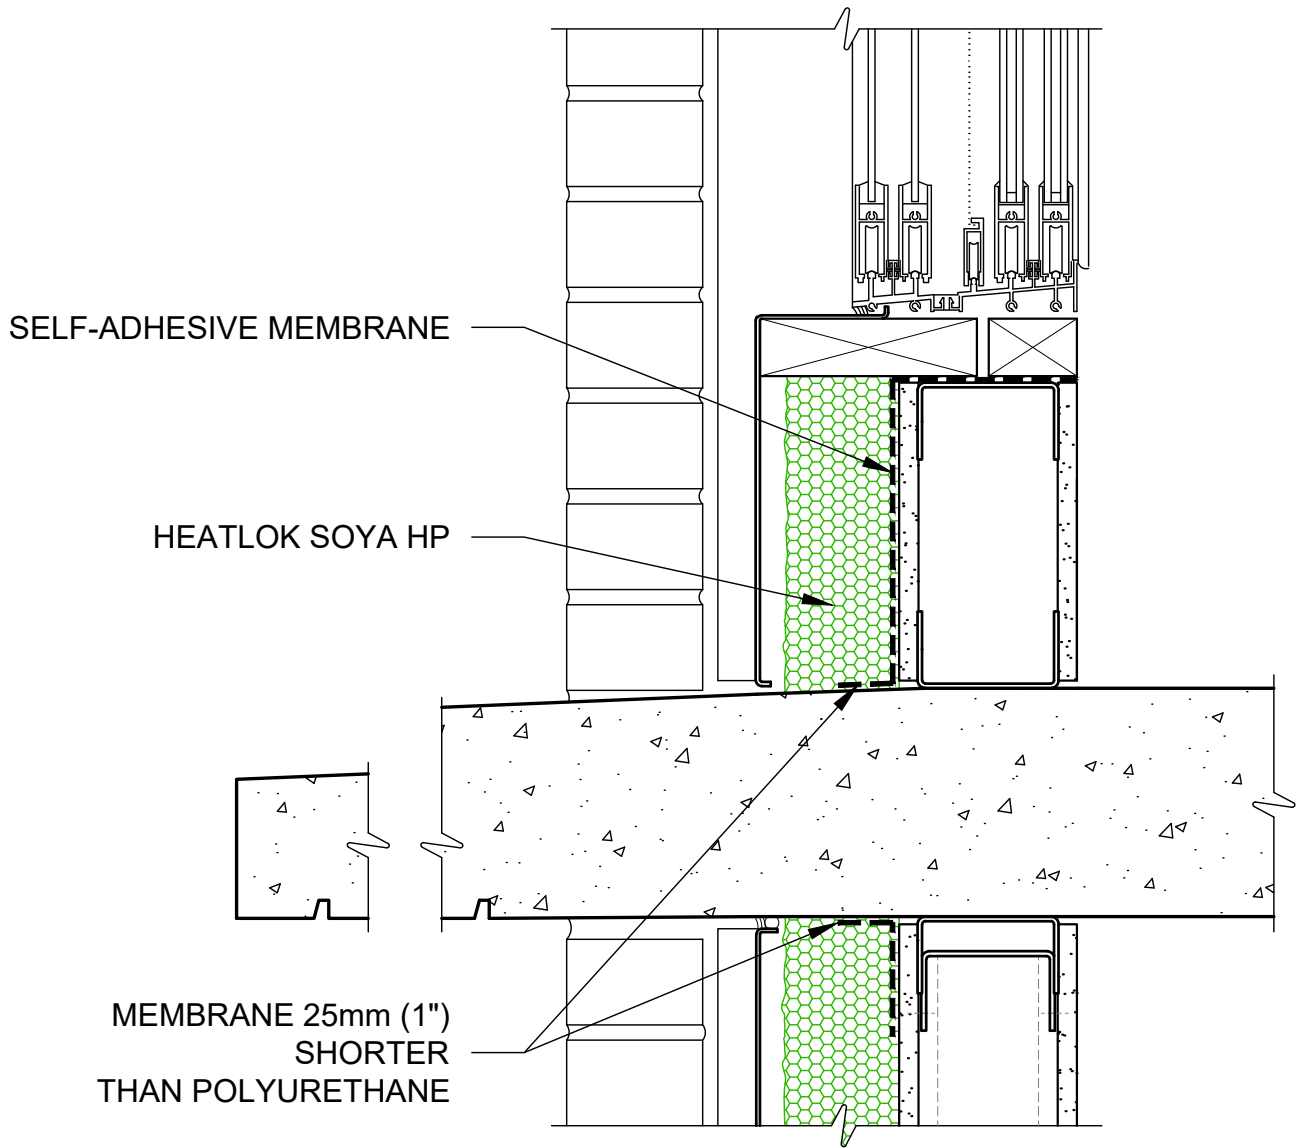 SELF-ADHESIVE MEMBRANE
HEATLOK SOYA HP
MEMBRANE 25mm (1")
SHORTER
THAN POLYURETHANE